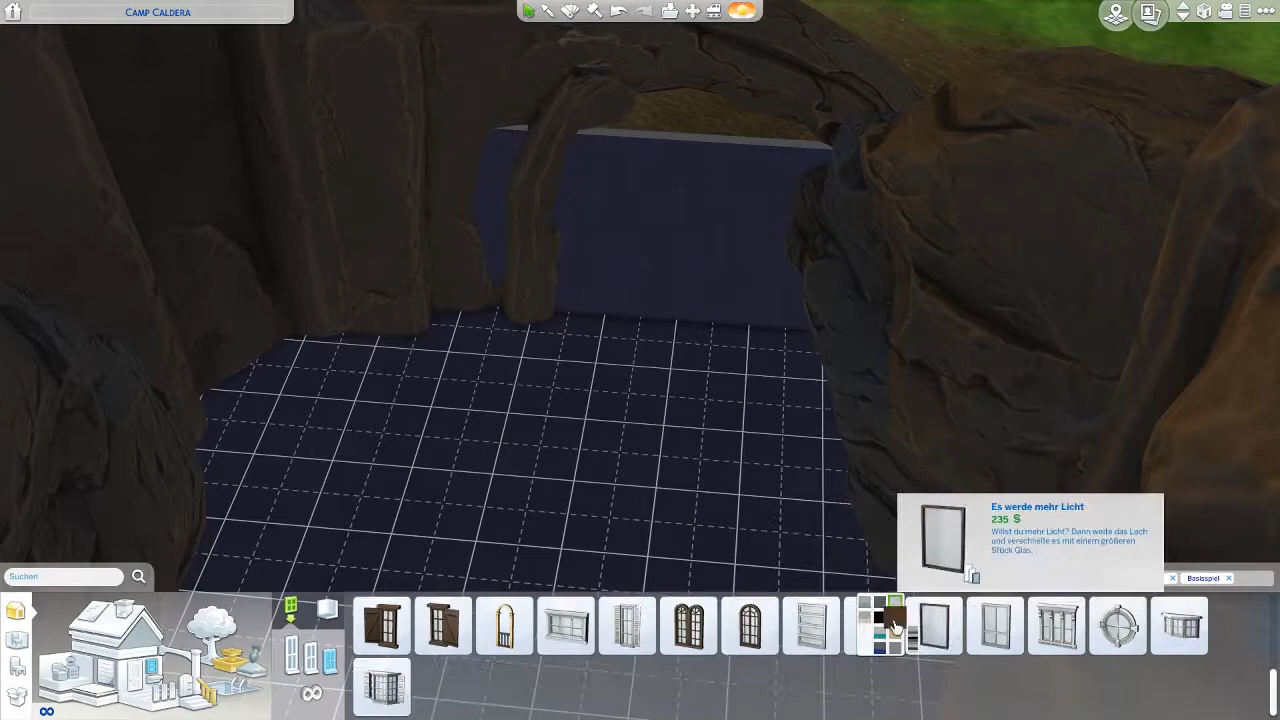 Camp Caldera
Es werde mehr Licht
235 $
Willst du mehr Licht? Dann weite das Loch
und verschließe es mit einem größeren
Stück Glas.
Suchen
Basisspiel